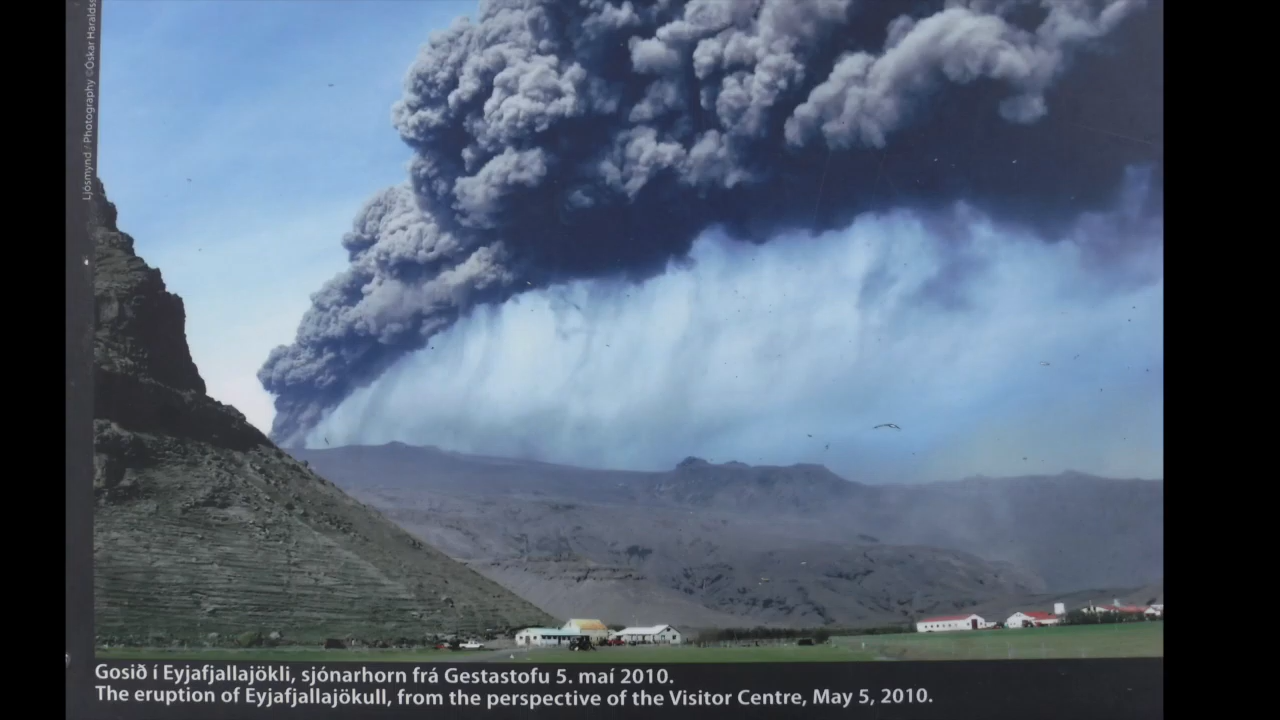 Ljósmynd / Photography ©Óskar Haraldss
Gosið í Eyjafjallajökli, sjónarhorn frá Gestastofu 5. maí 2010.
The eruption of Eyjafjallajökull, from the perspective of the Visitor Centre, May 5, 2010.